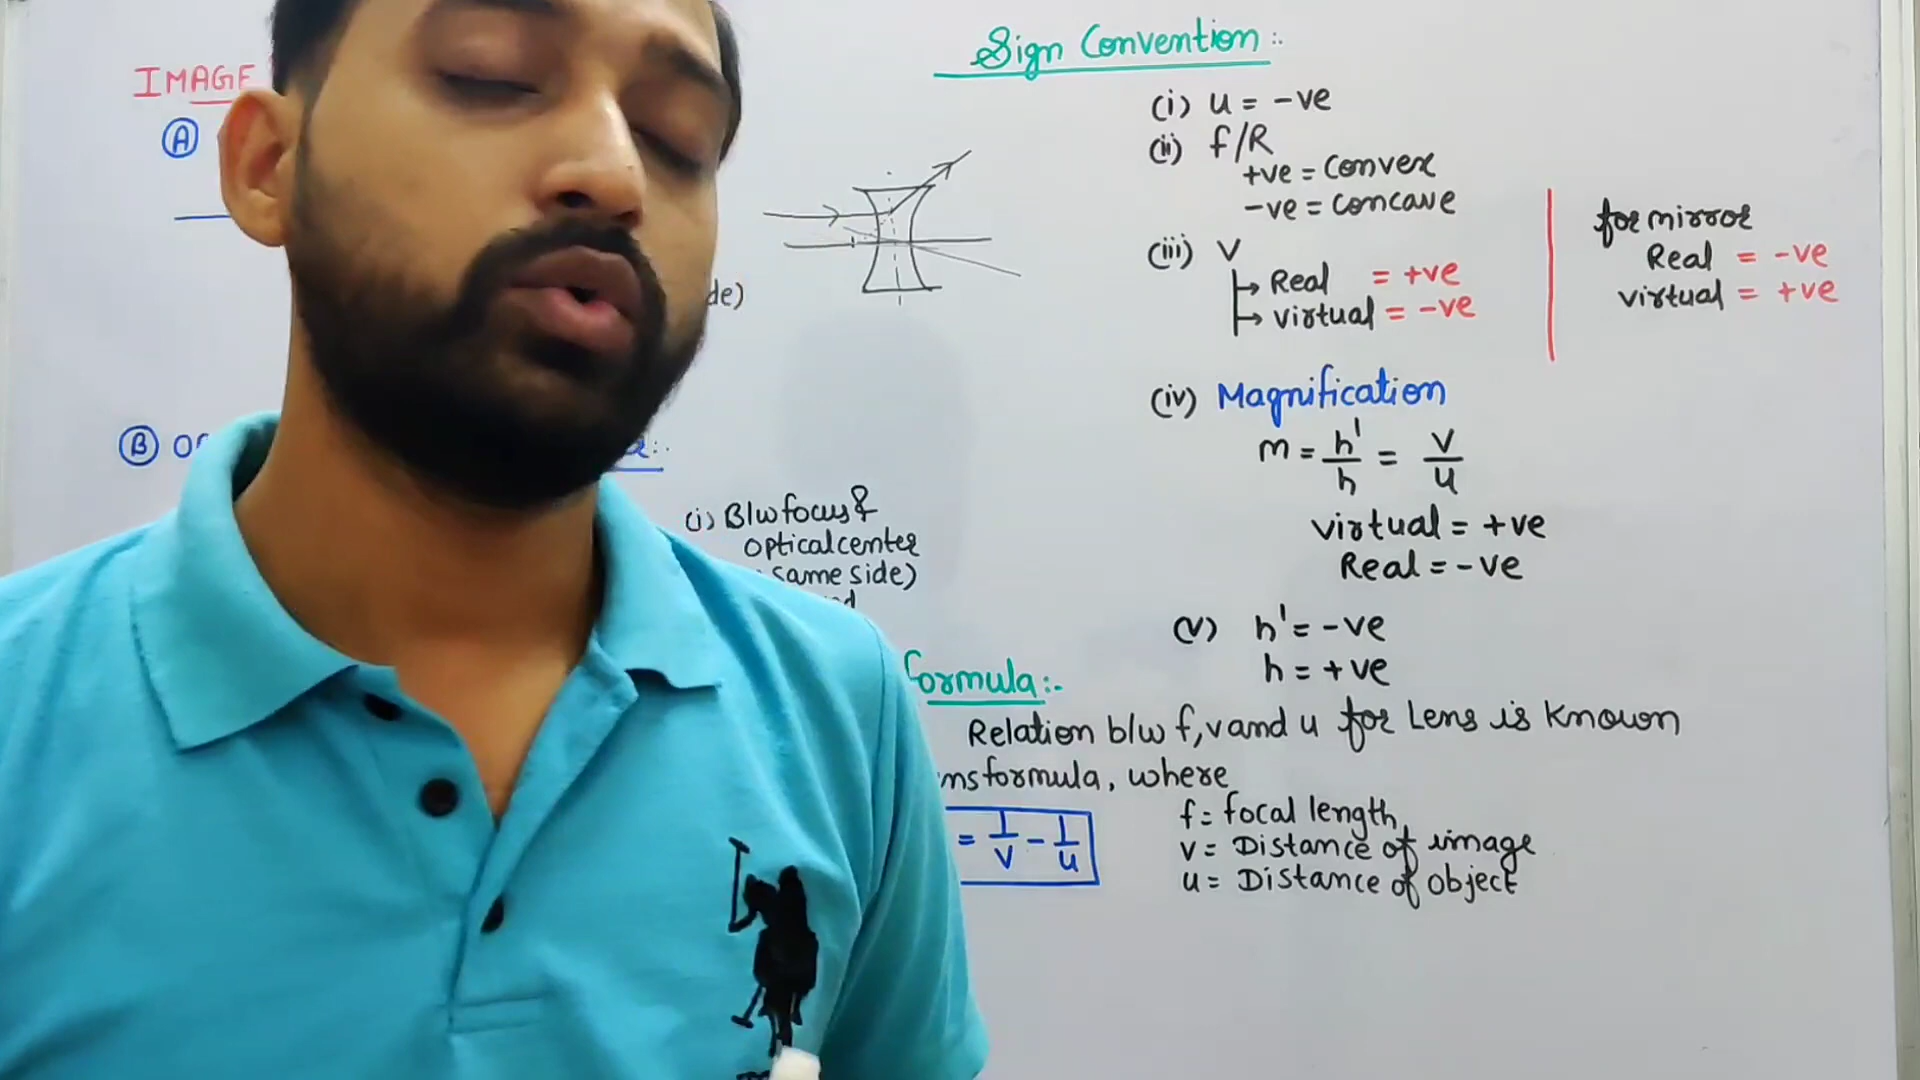 IMAGE
(A)
de)
(B)
(i) B/w focus &
optical center
same side)
Sign Convention :-
(i) u = -ve
(ii) f/R
+ve = convex
-ve = concave
(iii) v
→ Real = +ve
→ virtual = -ve
for mirror
Real = -ve
virtual = +ve
(iv) Magnification
m = h'/h = v/u
virtual = +ve
Real = -ve
(v) h' = -ve
h = +ve
formula :-
Relation b/w f, v and u for Lens is known
formula, where
= 1/v - 1/u
f = focal length
v = Distance of image
u = Distance of object